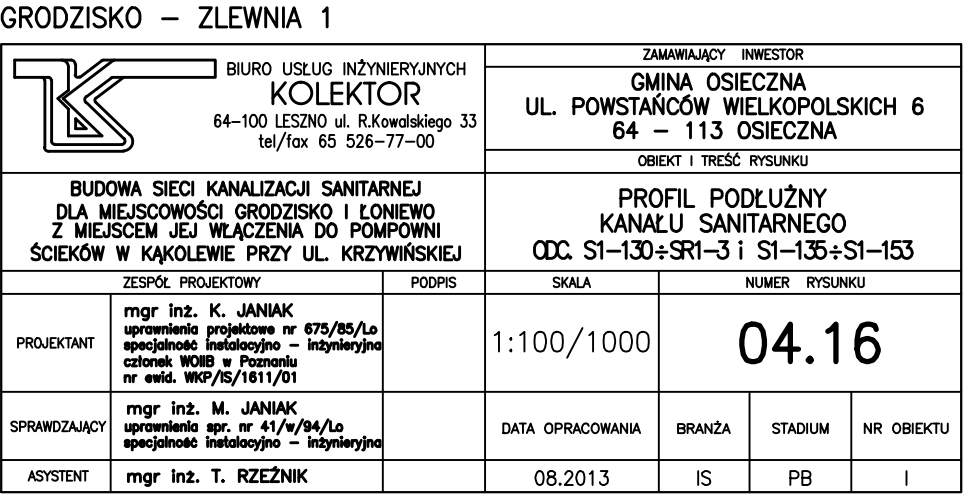 GRODZISKO – ZLEWNIA 1
BIURO USŁUG INŻYNIERYJNYCH
KOLEKTOR
64–100 LESZNO ul. R.Kowalskiego 33
tel/fax 65 526–77–00
ZAMAWIAJĄCY INWESTOR
GMINA OSIECZNA
UL. POWSTAŃCÓW WIELKOPOLSKICH 6
64 – 113 OSIECZNA
OBIEKT I TREŚĆ RYSUNKU
BUDOWA SIECI KANALIZACJI SANITARNEJ
DLA MIEJSCOWOŚCI GRODZISKO I ŁONIEWO
Z MIEJSCEM JEJ WŁĄCZENIA DO POMPOWNI
ŚCIEKÓW W KĄKOLEWIE PRZY UL. KRZYWIŃSKIEJ
PROFIL PODŁUŻNY
KANAŁU SANITARNEGO
ODC. S1–130÷SR1–3 i S1–135÷S1–153
ZESPÓŁ PROJEKTOWY
PODPIS
SKALA
NUMER RYSUNKU
PROJEKTANT
mgr inż. K. JANIAK
uprawnienia projektowe nr 675/85/Lo
specjalność instalacyjno – inżynieryjna
członek WOIIB w Poznaniu
nr ewid. WKP/IS/1611/01
1:100/1000
04.16
SPRAWDZAJĄCY
mgr inż. M. JANIAK
uprawnienia spr. nr 41/w/94/Lo
specjalność instalacyjno – inżynieryjna
DATA OPRACOWANIA
BRANŻA
STADIUM
NR OBIEKTU
ASYSTENT
mgr inż. T. RZEŹNIK
08.2013
IS
PB
I